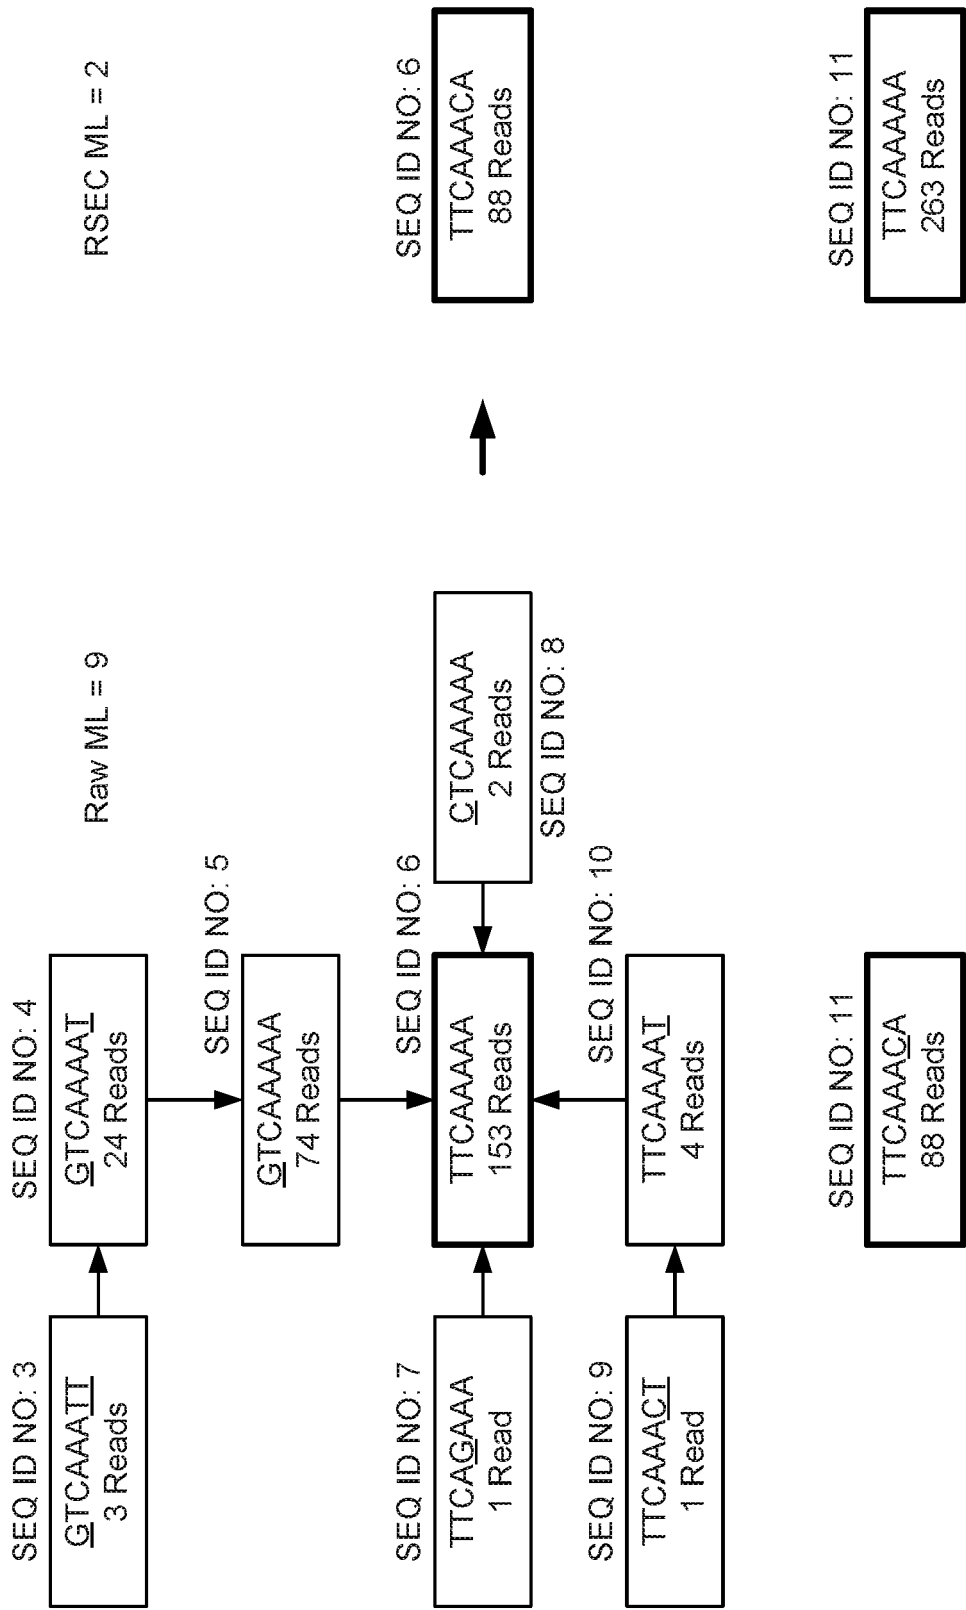 SEQ ID NO: 3
GTCAAATT
3 Reads
SEQ ID NO: 4
GTCAAAAT
24 Reads
Raw ML = 9
RSEC ML = 2
SEQ ID NO: 5
GTCAAAAA
74 Reads
SEQ ID NO: 7
TTCAGAAA
1 Read
SEQ ID NO: 6
TTCAAAAA
153 Reads
CTCAAAAA
2 Reads
SEQ ID NO: 8
SEQ ID NO: 6
TTCAAACA
88 Reads
SEQ ID NO: 9
TTCAAACT
1 Read
SEQ ID NO: 10
TTCAAAAT
4 Reads
SEQ ID NO: 11
TTCAAACA
88 Reads
SEQ ID NO: 11
TTCAAAAA
263 Reads